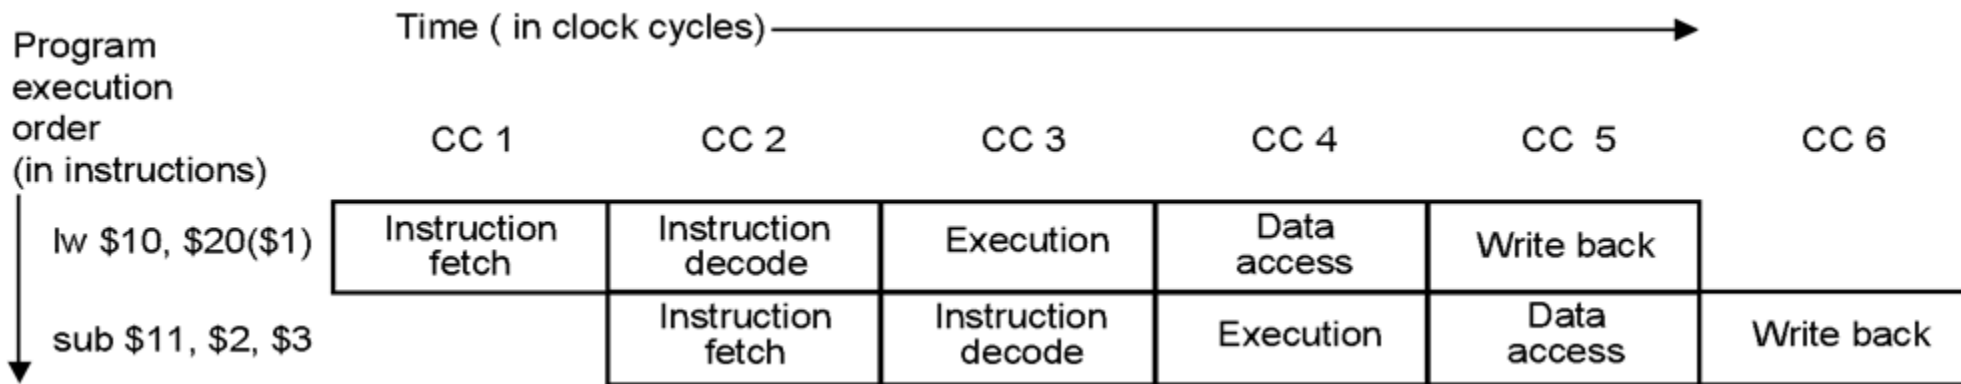 Time ( in clock cycles)
Program
execution
order
(in instructions)
CC 1 CC 2 CC 3 CC 4 CC 5 CC 6
lw $10, $20($1)
Instruction
fetch
Instruction
decode
Execution
Data
access
Write back
sub $11, $2, $3
Instruction
fetch
Instruction
decode
Execution
Data
access
Write back